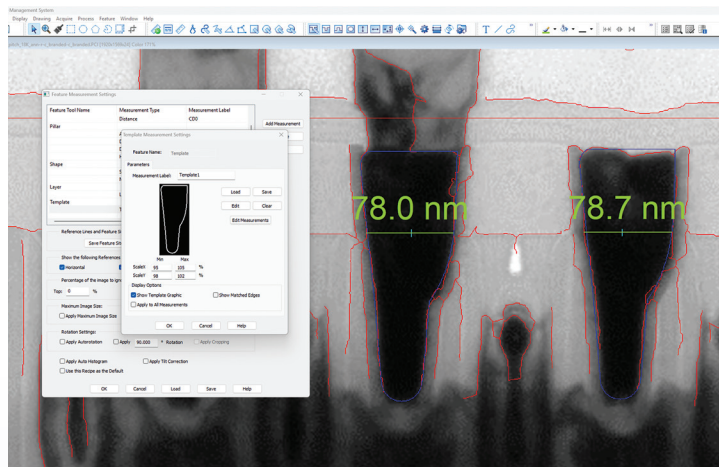 Management System
Display Drawing Acquire Process Feature Window Help
Feature Measurement Settings
Feature Tool Name Measurement Type Measurement Label
Distance CD0
Pillar
Add Measurement
Shape
Layer
Template
Template Measurement Settings
Feature Name: Template
Parameters
Measurement Label: Template1
Load Save
Edit Clear
Edit Measurements
Min Max
ScaleX 95 105 %
ScaleY 98 102 %
Display Options
Show Template Graphic Show Matched Edges
Apply to All Measurements
OK Cancel Help
Reference Lines and Feature
Save Feature
Show the following References
Horizontal
Percentage of the image to
Top: 0 %
Maximum Image Size:
Apply Maximum Image Size
Rotation Settings:
Apply Autorotation Apply 90.000 ° Rotation Apply Cropping
Apply Auto Histogram Apply Tilt Correction
Use this Recipe as the Default
OK Cancel Load Save Help
78.0 nm 78.7 nm